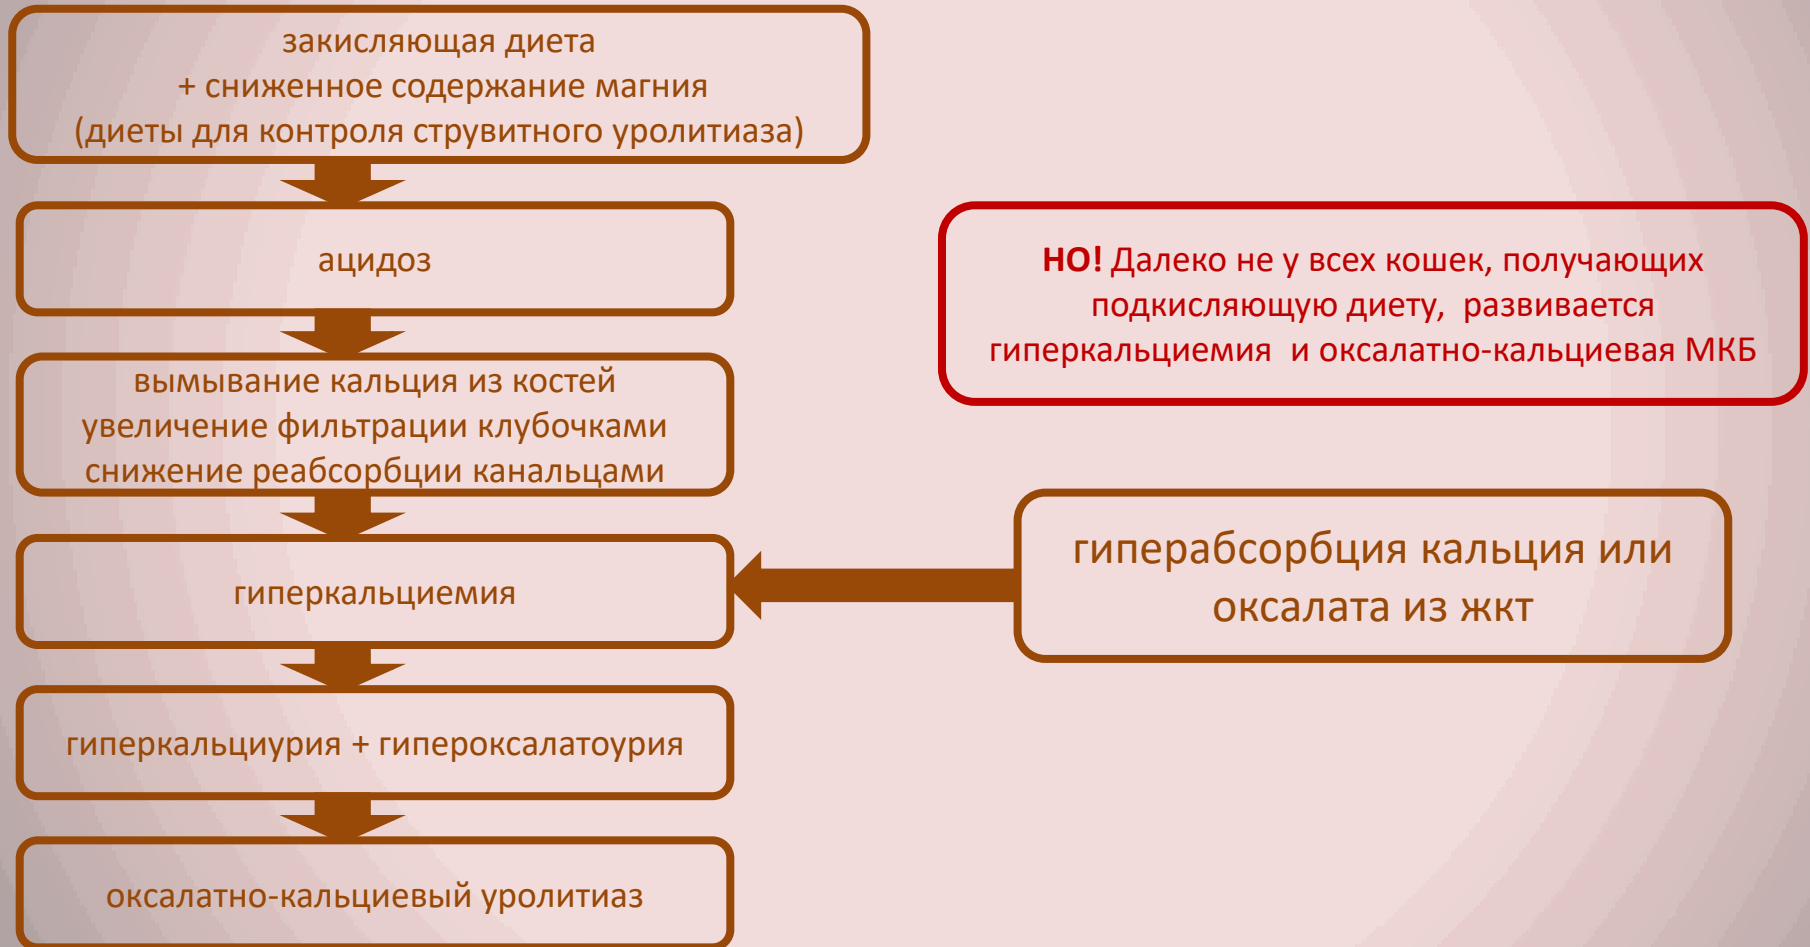 закисляющая диета
+ сниженное содержание магния
(диеты для контроля струвитного уролитиаза)
ацидоз
вымывание кальция из костей
увеличение фильтрации клубочками
снижение реабсорбции канальцами
гиперкальциемия
гиперкальциурия + гипероксалатоурия
оксалатно-кальциевый уролитиаз
НО! Далеко не у всех кошек, получающих
подкисляющую диету, развивается
гиперкальциемия и оксалатно-кальциевая МКБ
гиперабсорбция кальция или
оксалата из жкт